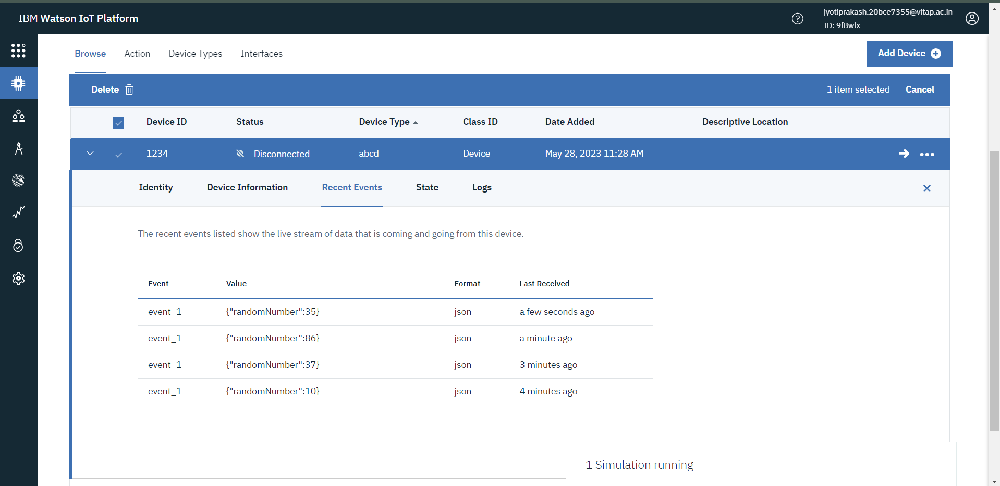 IBM Watson IoT Platform
jyotiprakash.20bce7355@vitap.ac.in
ID: 9f8wlx
Browse Action Device Types Interfaces
Add Device
Delete
1 item selected Cancel
Device ID Status Device Type Class ID Date Added Descriptive Location
1234 Disconnected abcd Device May 28, 2023 11:28 AM
Identity Device Information Recent Events State Logs
The recent events listed show the live stream of data that is coming and going from this device.
Event Value Format Last Received
event_1 {"randomNumber":35} json a few seconds ago
event_1 {"randomNumber":86} json a minute ago
event_1 {"randomNumber":37} json 3 minutes ago
event_1 {"randomNumber":10} json 4 minutes ago
1 Simulation running